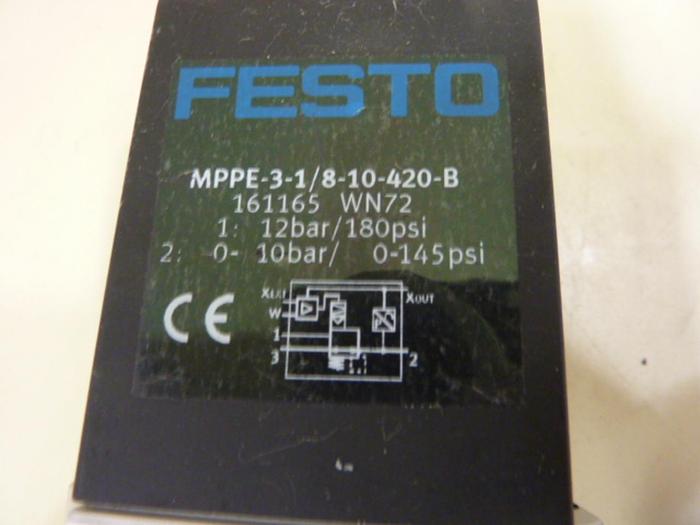 FESTO
MPPE-3-1/8-10-420-B
161165 WN72
1: 12bar/180psi
2: 0- 10bar/ 0-145psi
CE
XEXT XOUT
W
1
3 2